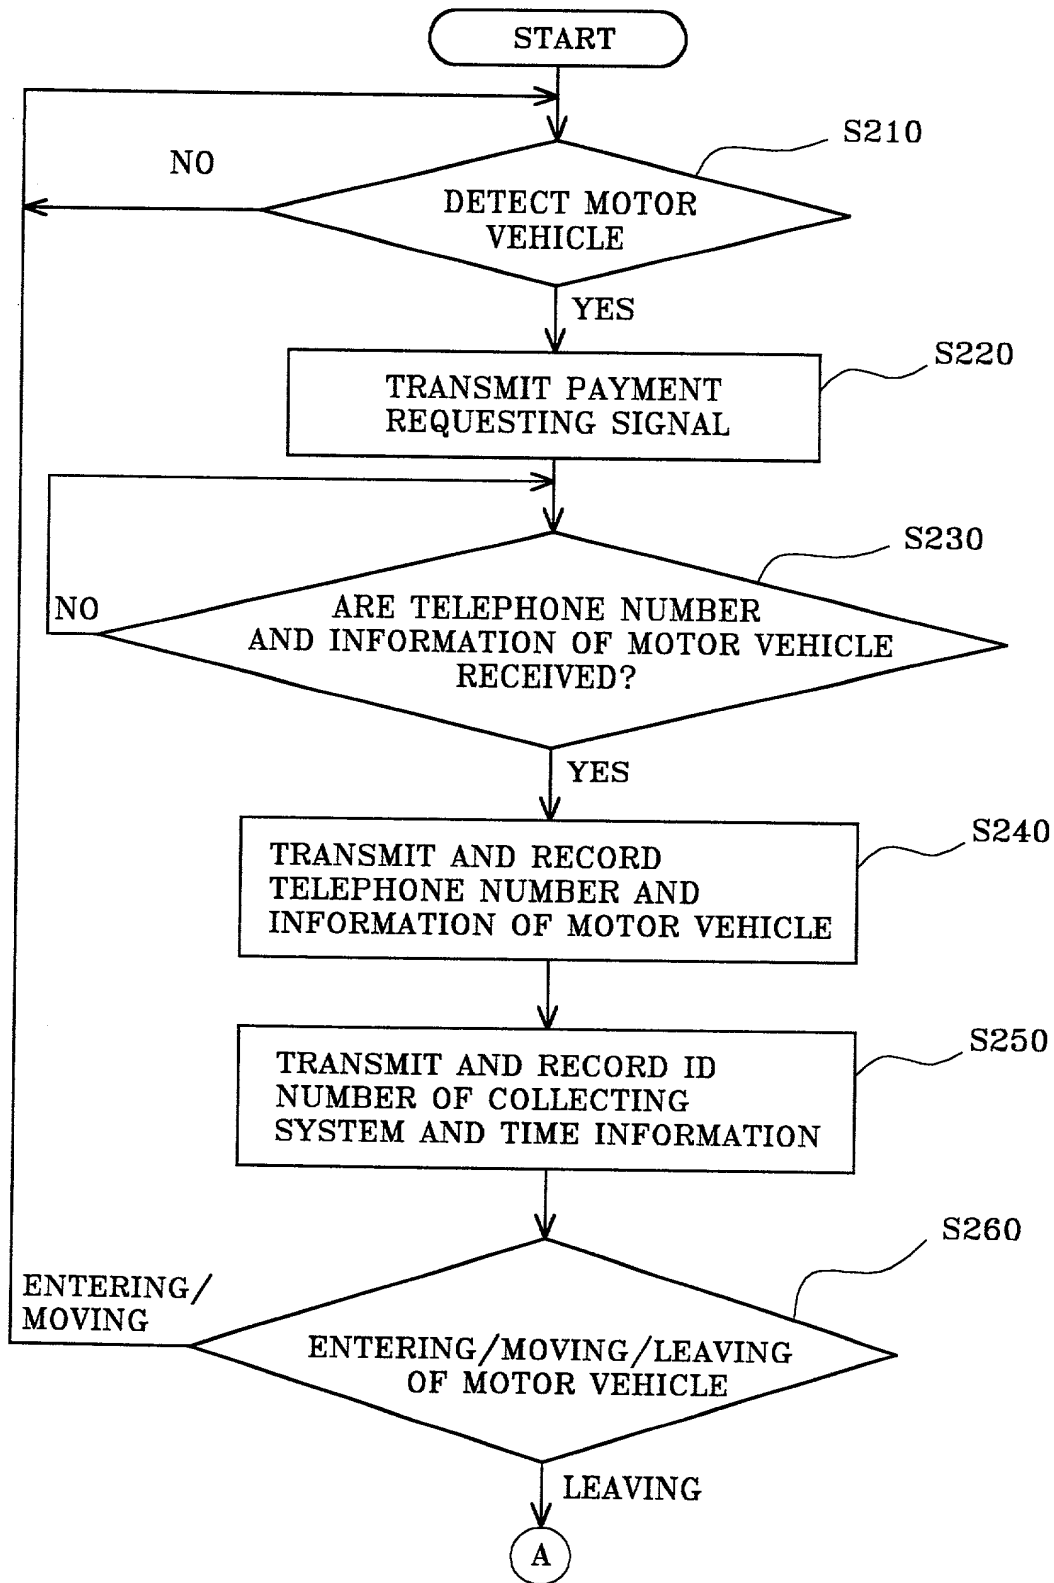 START
S210
NO
DETECT MOTOR
VEHICLE
YES
S220
TRANSMIT PAYMENT
REQUESTING SIGNAL
S230
NO
ARE TELEPHONE NUMBER
AND INFORMATION OF MOTOR VEHICLE
RECEIVED?
YES
S240
TRANSMIT AND RECORD
TELEPHONE NUMBER AND
INFORMATION OF MOTOR VEHICLE
S250
TRANSMIT AND RECORD ID
NUMBER OF COLLECTING
SYSTEM AND TIME INFORMATION
S260
ENTERING/
MOVING
ENTERING/MOVING/LEAVING
OF MOTOR VEHICLE
LEAVING
A